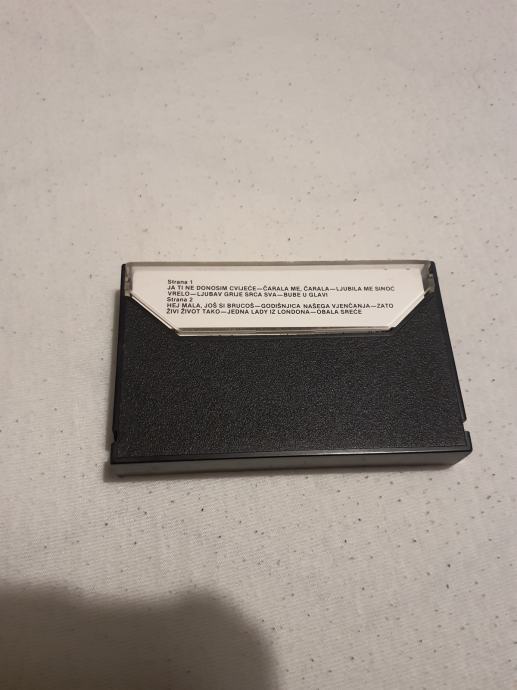 Strana 1
JA TI NE DONOSIM CVIJEĆE—ČARALA ME, ČARALA—LJUBILA ME SINOĆ
VRELO—LJUBAV GRIJE SRCA SVA—BUBE U GLAVI
Strana 2
HEJ MALA, JOŠ SI BRUCOŠ—GODIŠNJICA NAŠEGA VJENČANJA—ZATO
ŽIVI ŽIVOT TAKO—JEDNA LADY IZ LONDONA—OBALA SREĆE